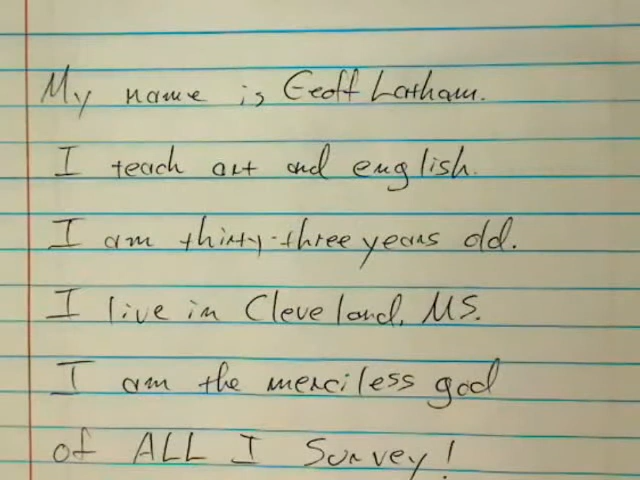 My name is Geoff Latham.
I teach art and english.
I am thirty-three years old.
I live in Cleveland, MS.
I am the merciless god
of ALL I Survey!